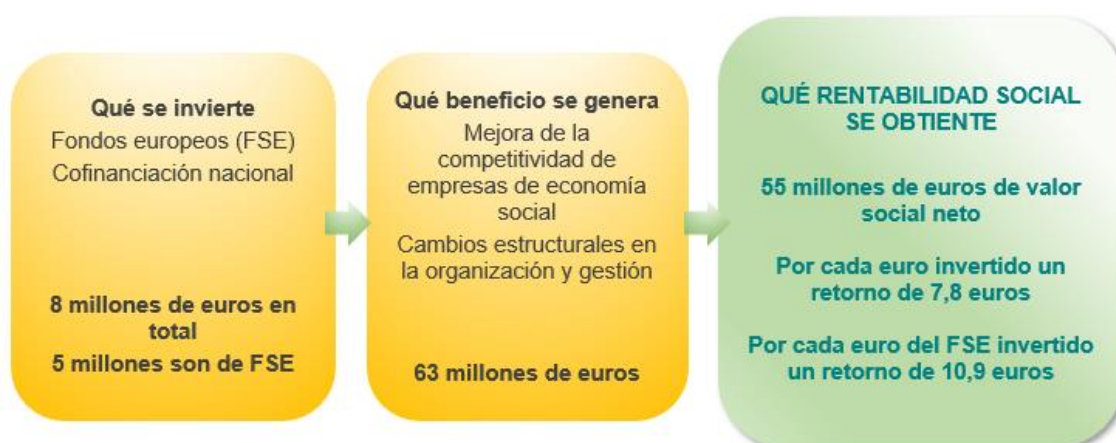 Qué se invierte
Fondos europeos (FSE)
Cofinanciación nacional
8 millones de euros en
total
5 millones son de FSE
Qué beneficio se genera
Mejora de la
competitividad de
empresas de economía
social
Cambios estructurales en
la organización y gestión
63 millones de euros
QUÉ RENTABILIDAD SOCIAL
SE OBTIENTE
55 millones de euros de valor
social neto
Por cada euro invertido un
retorno de 7,8 euros
Por cada euro del FSE invertido
un retorno de 10,9 euros